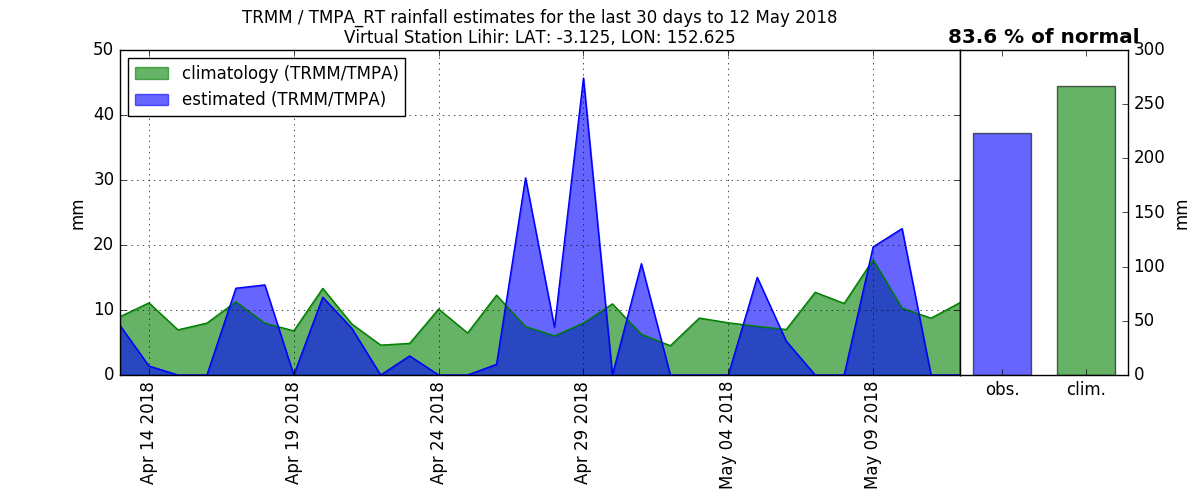 TRMM / TMPA_RT rainfall estimates for the last 30 days to 12 May 2018
Virtual Station Lihir: LAT: -3.125, LON: 152.625
83.6 % of normal
climatology (TRMM/TMPA)
estimated (TRMM/TMPA)
50
40
30
20
10
0
mm
Apr 14 2018
Apr 19 2018
Apr 24 2018
Apr 29 2018
May 04 2018
May 09 2018
300
250
200
150
100
50
0
mm
obs.
clim.